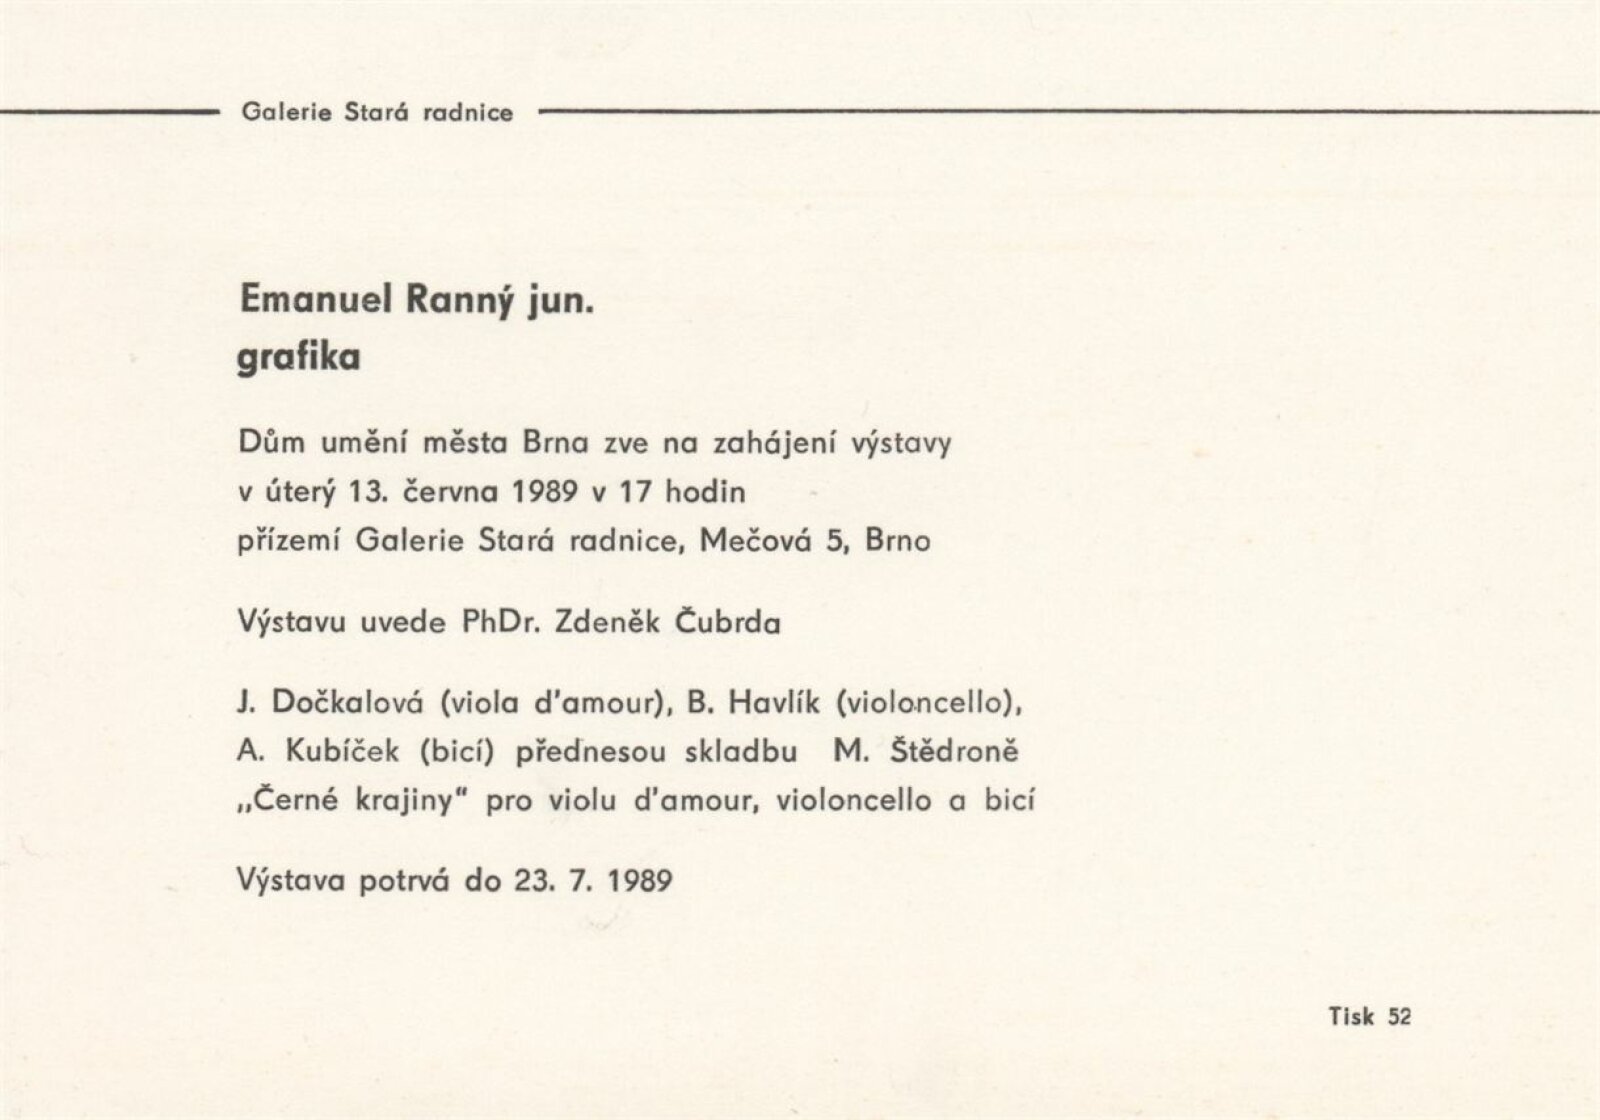 Galerie Stará radnice
Emanuel Ranný jun.
grafika
Dům umění města Brna zve na zahájení výstavy
v úterý 13. června 1989 v 17 hodin
přízemí Galerie Stará radnice, Mečová 5, Brno
Výstavu uvede PhDr. Zdeněk Čubrda
J. Dočkalová (viola d'amour), B. Havlík (violoncello),
A. Kubíček (bicí) přednesou skladbu M. Štědroně
„Černé krajiny“ pro violu d'amour, violoncello a bicí
Výstava potrvá do 23. 7. 1989
Tisk 52